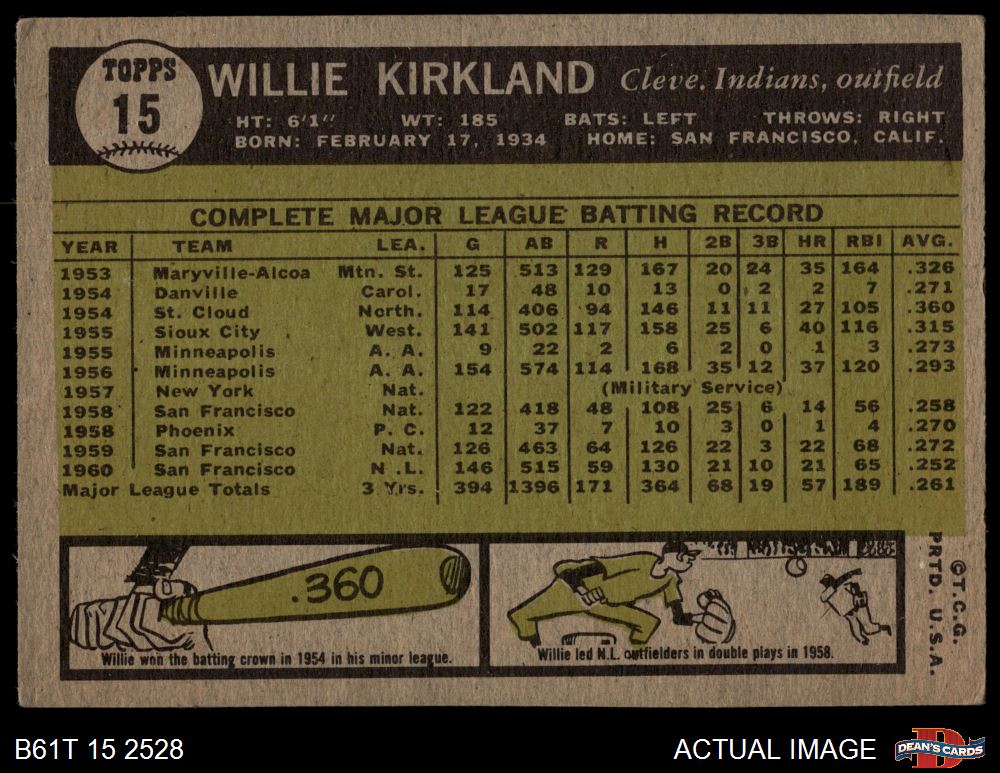 TOPPS
15
WILLIE KIRKLAND Cleve. Indians, outfield
HT: 6'1" WT: 185 BATS: LEFT THROWS: RIGHT
BORN: FEBRUARY 17, 1934 HOME: SAN FRANCISCO, CALIF.
COMPLETE MAJOR LEAGUE BATTING RECORD
YEAR TEAM LEA. G AB R H 2B 3B HR RBI AVG.
1953 Maryville-Alcoa Mtn. St. 125 513 129 167 20 24 35 164 .326
1954 Danville Carol. 17 48 10 13 0 2 2 7 .271
1954 St. Cloud North. 114 406 94 146 11 11 27 105 .360
1955 Sioux City West. 141 502 117 158 25 6 40 116 .315
1955 Minneapolis A. A. 9 22 2 6 2 0 1 3 .273
1956 Minneapolis A. A. 154 574 114 168 35 12 37 120 .293
1957 New York Nat. (Military Service)
1958 San Francisco Nat. 122 418 48 108 25 6 14 56 .258
1958 Phoenix P. C. 12 37 7 10 3 0 1 4 .270
1959 San Francisco Nat. 126 463 64 126 22 3 22 68 .272
1960 San Francisco N .L. 146 515 59 130 21 10 21 65 .252
Major League Totals 3 Yrs. 394 1396 171 364 68 19 57 189 .261
.360
Willie won the batting crown in 1954 in his minor league.
Willie led N.L. outfielders in double plays in 1958.
©T.C.G.
PRTD. U.S.A.
B61T 15 2528
ACTUAL IMAGE
DEAN'S CARDS